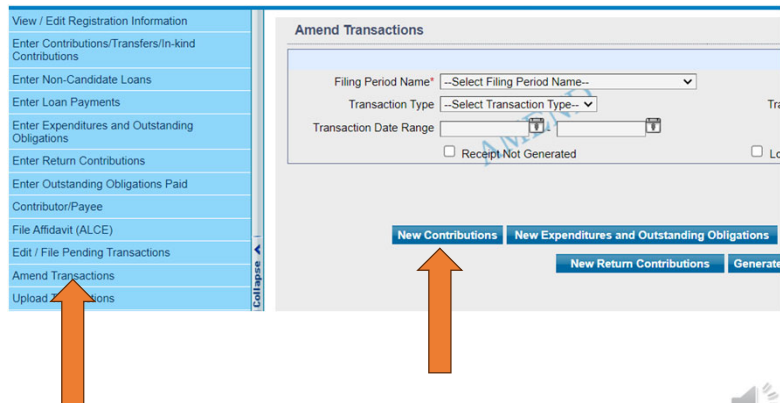 View / Edit Registration Information
Enter Contributions/Transfers/In-kind
Contributions
Enter Non-Candidate Loans
Enter Loan Payments
Enter Expenditures and Outstanding
Obligations
Enter Return Contributions
Enter Outstanding Obligations Paid
Contributor/Payee
File Affidavit (ALCE)
Edit / File Pending Transactions
Amend Transactions
Upload
Collapse
Amend Transactions
Filing Period Name* --Select Filing Period Name--
Transaction Type --Select Transaction Type--
Transaction Date Range -
AMEND
Receipt Not Generated
New Contributions New Expenditures and Outstanding Obligations
New Return Contributions Generate